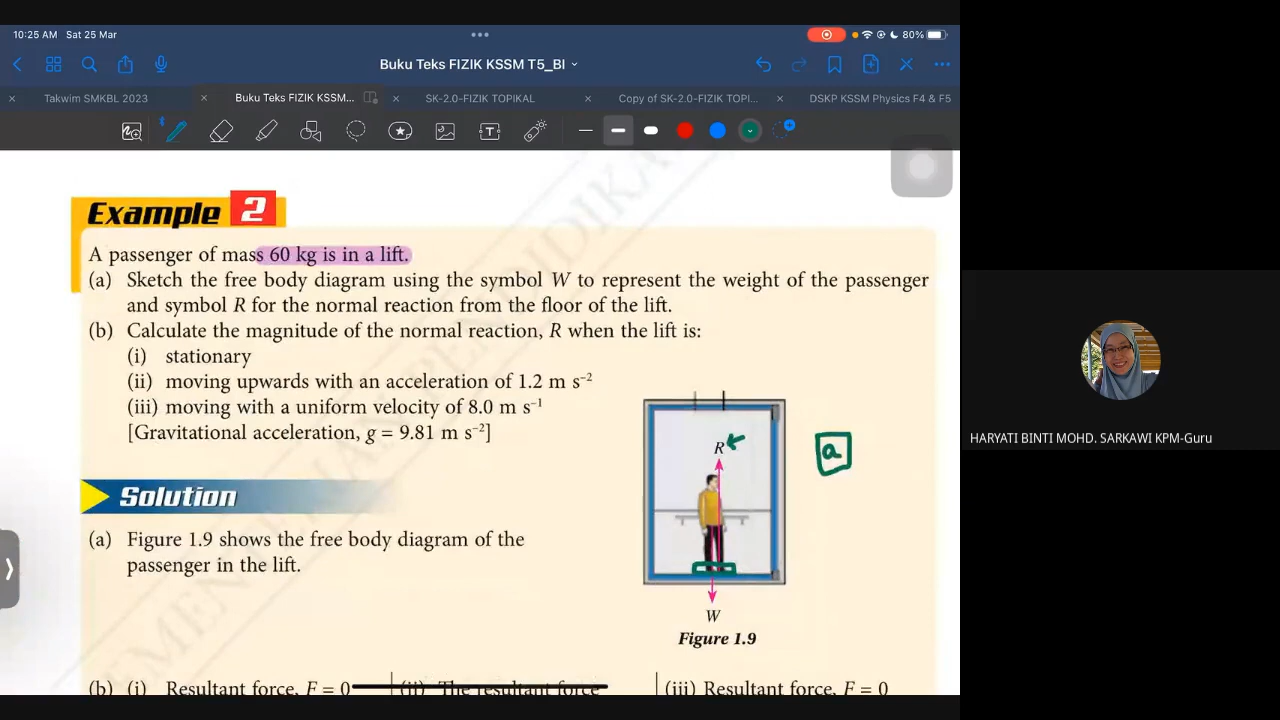 10:25 AM Sat 25 Mar
80%
Buku Teks FIZIK KSSM T5_BI
Takwim SMKBL 2023
Buku Teks FIZIK KSSM...
SK-2.0-FIZIK TOPIKAL
Copy of SK-2.0-FIZIK TOPI...
DSKP KSSM Physics F4 & F5
Example 2
A passenger of mass 60 kg is in a lift.
(a) Sketch the free body diagram using the symbol W to represent the weight of the passenger
and symbol R for the normal reaction from the floor of the lift.
(b) Calculate the magnitude of the normal reaction, R when the lift is:
(i) stationary
(ii) moving upwards with an acceleration of 1.2 m s⁻²
(iii) moving with a uniform velocity of 8.0 m s⁻¹
[Gravitational acceleration, g = 9.81 m s⁻²]
R
a
Solution
(a) Figure 1.9 shows the free body diagram of the
passenger in the lift.
W
Figure 1.9
(b) (i) Resultant force, F = 0
(ii) The resultant force
(iii) Resultant force, F = 0
HARYATI BINTI MOHD. SARKAWI KPM-Guru